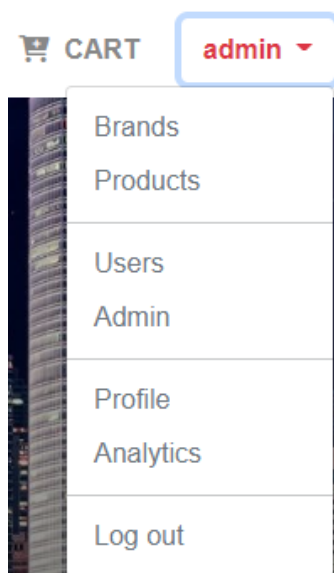 CART admin
Brands
Products
Users
Admin
Profile
Analytics
Log out